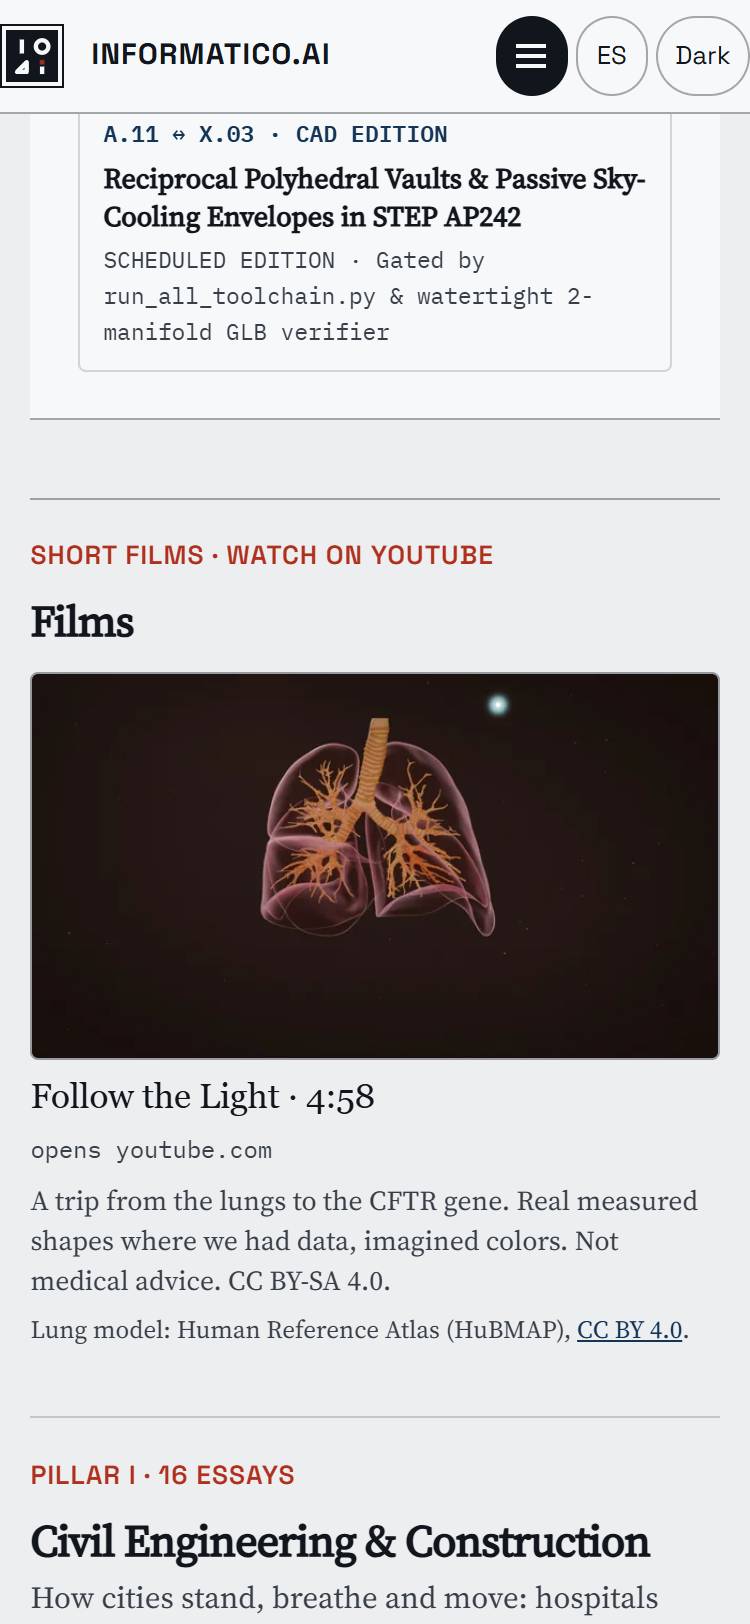 IO
4i
INFORMATICO.AI
ES
Dark
A.11 ↔ X.03 · CAD EDITION
Reciprocal Polyhedral Vaults & Passive Sky-
Cooling Envelopes in STEP AP242
SCHEDULED EDITION · Gated by
run_all_toolchain.py & watertight 2-
manifold GLB verifier
SHORT FILMS · WATCH ON YOUTUBE
Films
Follow the Light · 4:58
opens youtube.com
A trip from the lungs to the CFTR gene. Real measured
shapes where we had data, imagined colors. Not
medical advice. CC BY-SA 4.0.
Lung model: Human Reference Atlas (HuBMAP), CC BY 4.0.
PILLAR I · 16 ESSAYS
Civil Engineering & Construction
How cities stand, breathe and move: hospitals